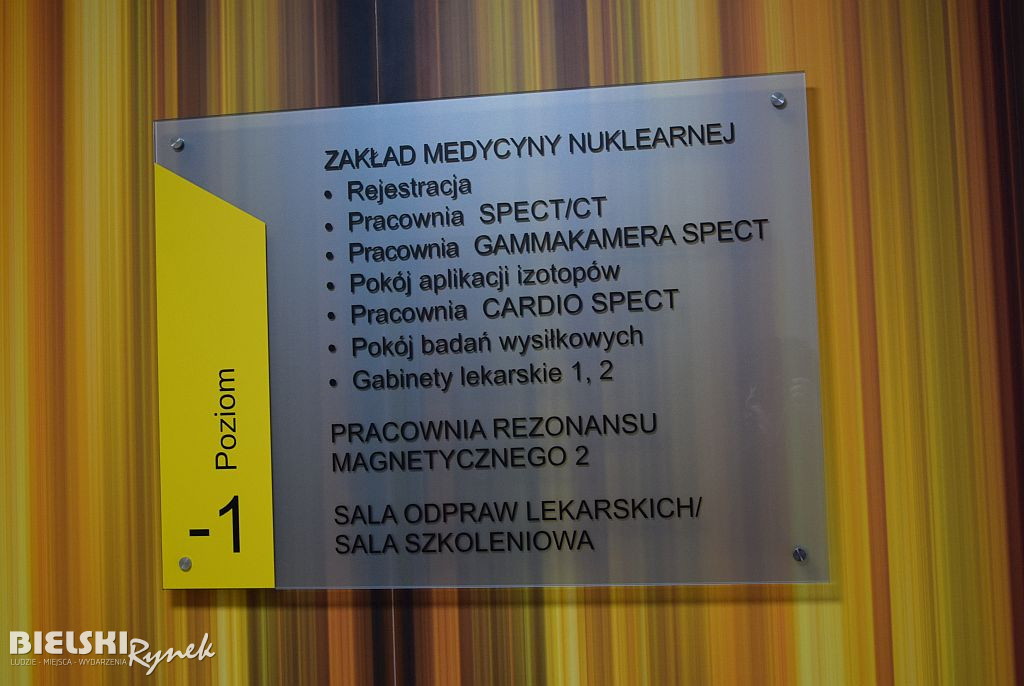 ZAKŁAD MEDYCYNY NUKLEARNEJ
• Rejestracja
• Pracownia SPECT/CT
• Pracownia GAMMAKAMERA SPECT
• Pokój aplikacji izotopów
• Pracownia CARDIO SPECT
• Pokój badań wysiłkowych
• Gabinety lekarskie 1, 2
PRACOWNIA REZONANSU
MAGNETYCZNEGO 2
SALA ODPRAW LEKARSKICH/
SALA SZKOLENIOWA
Poziom
-1
BIELSKI Rynek
LUDZIE - MIEJSCA - WYDARZENIA